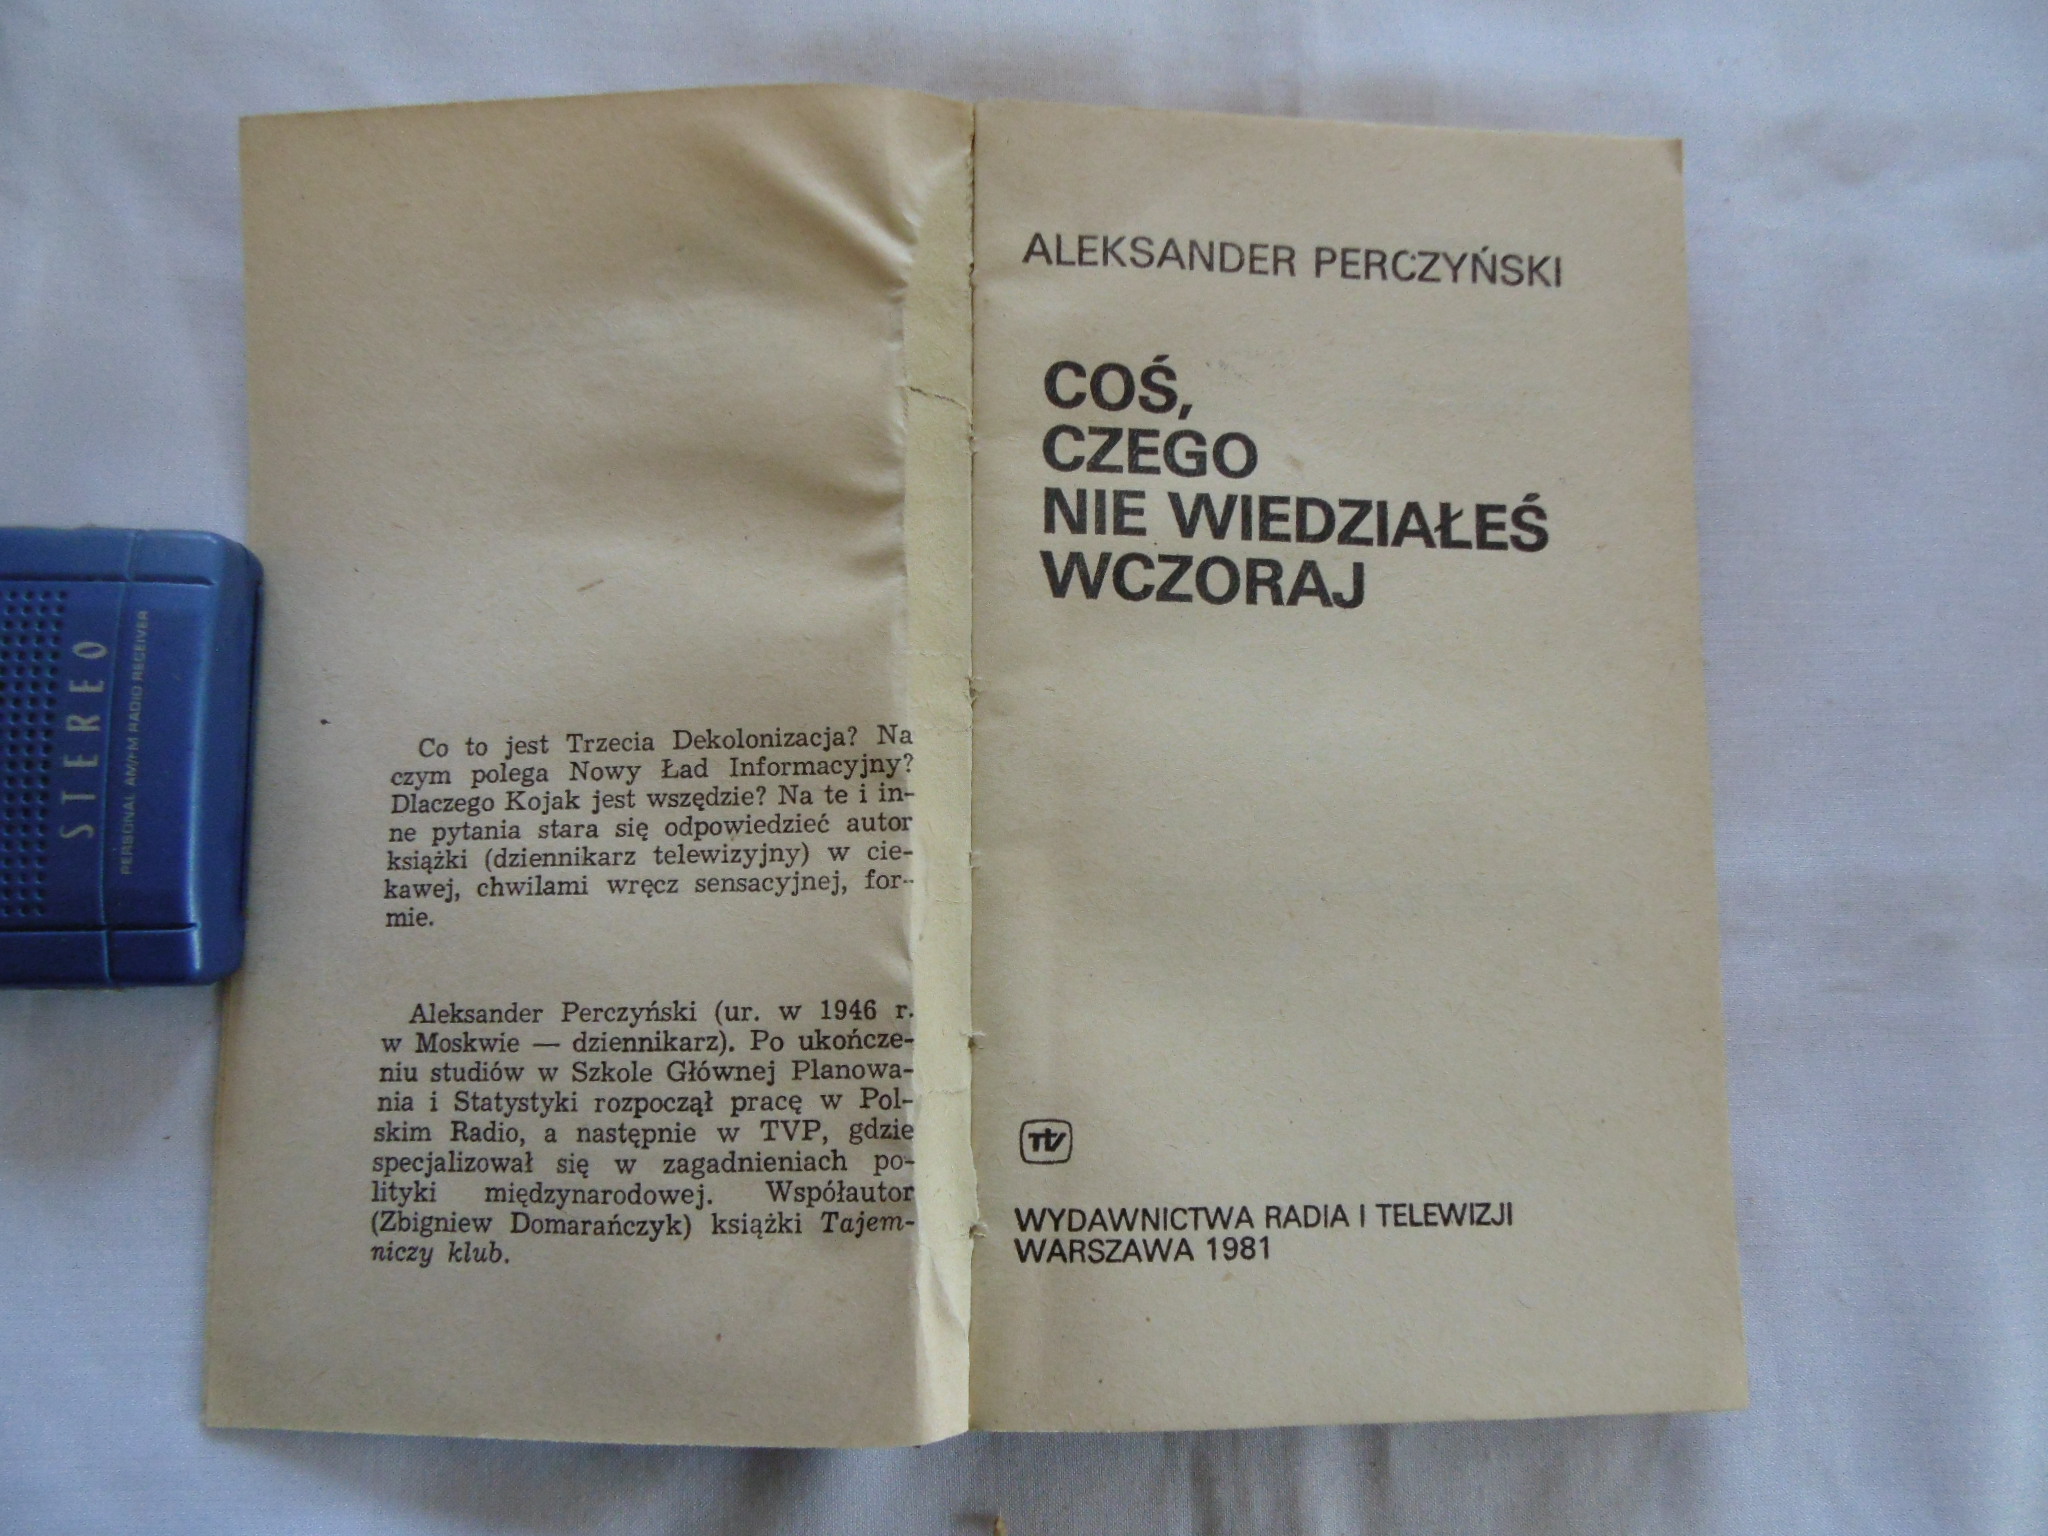 STEREO
PERSONAL AM/FM RADIO RECEIVER
Co to jest Trzecia Dekolonizacja? Na
czym polega Nowy Ład Informacyjny?
Dlaczego Kojak jest wszędzie? Na te i in-
ne pytania stara się odpowiedzieć autor
książki (dziennikarz telewizyjny) w cie-
kawej, chwilami wręcz sensacyjnej, for-
mie.
Aleksander Perczyński (ur. w 1946 r.
w Moskwie — dziennikarz). Po ukończe-
niu studiów w Szkole Głównej Planowa-
nia i Statystyki rozpoczął pracę w Pol-
skim Radio, a następnie w TVP, gdzie
specjalizował się w zagadnieniach po-
lityki międzynarodowej. Współautor
(Zbigniew Domarańczyk) książki Tajem-
niczy klub.
ALEKSANDER PERCZYŃSKI
COŚ,
CZEGO
NIE WIEDZIAŁEŚ
WCZORAJ
RTV
WYDAWNICTWA RADIA I TELEWIZJI
WARSZAWA 1981